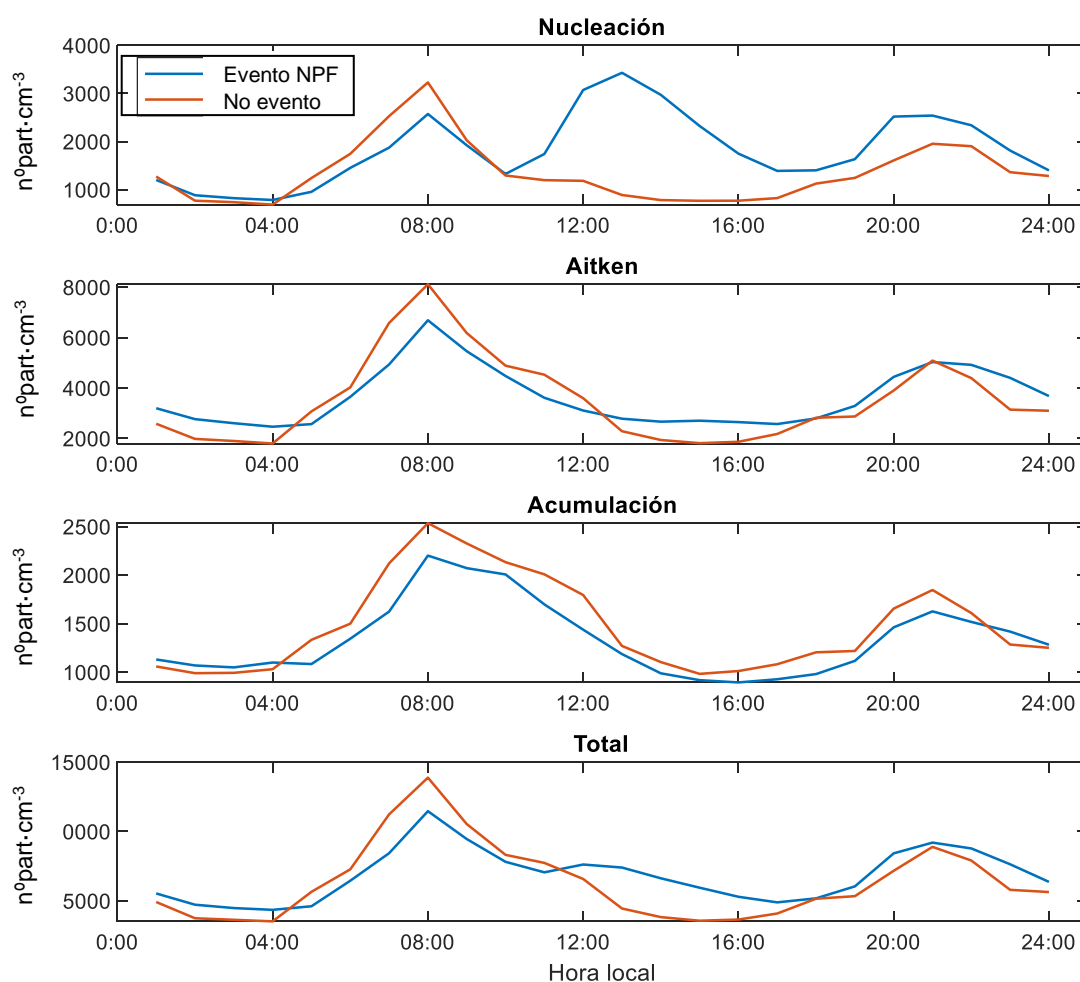 Nucleación
4000
3000
2000
1000
nºpart·cm-3
Evento NPF
No evento
0:00 04:00 08:00 12:00 16:00 20:00 24:00
Aitken
8000
6000
4000
2000
nºpart·cm-3
0:00 04:00 08:00 12:00 16:00 20:00 24:00
Acumulación
2500
2000
1500
1000
nºpart·cm-3
0:00 04:00 08:00 12:00 16:00 20:00 24:00
Total
15000
0000
5000
nºpart·cm-3
0:00 04:00 08:00 12:00 16:00 20:00 24:00
Hora local